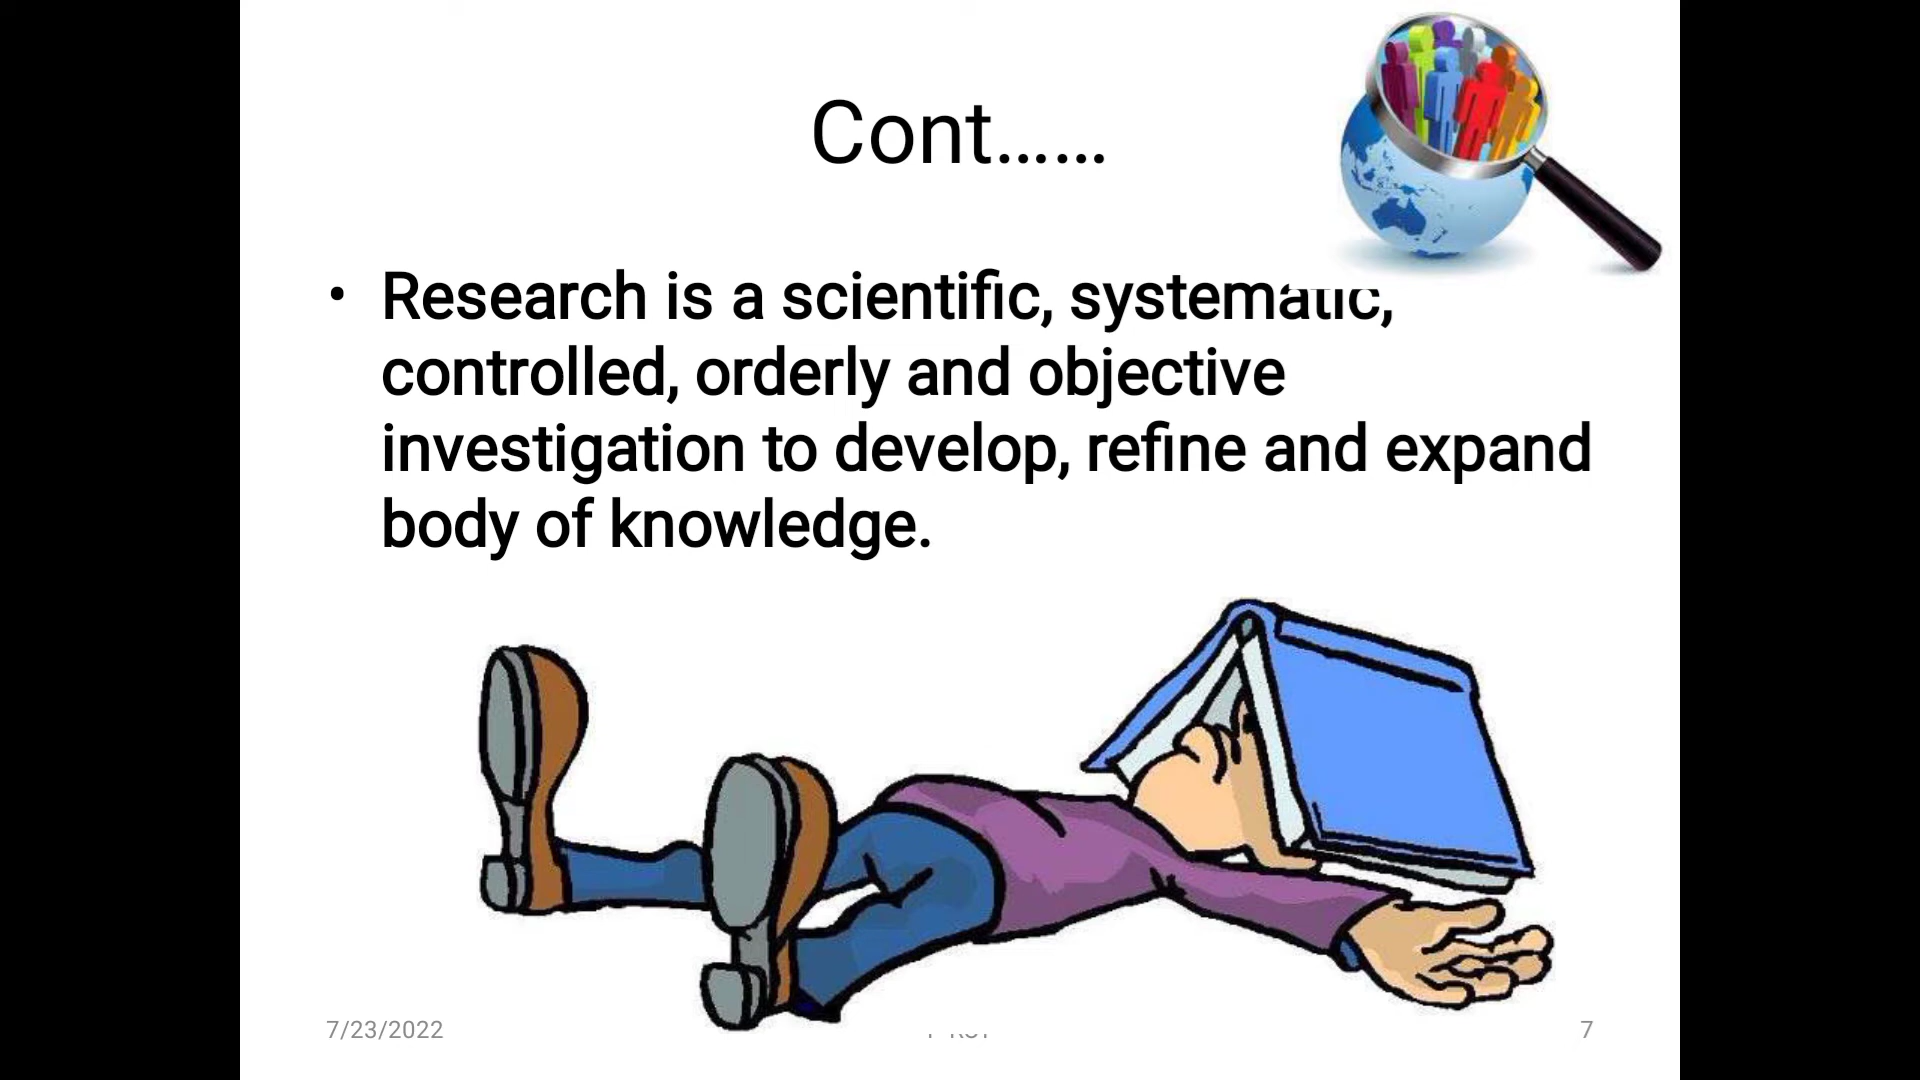 Cont......
• Research is a scientific, systematic,
controlled, orderly and objective
investigation to develop, refine and expand
body of knowledge.
7/23/2022
7